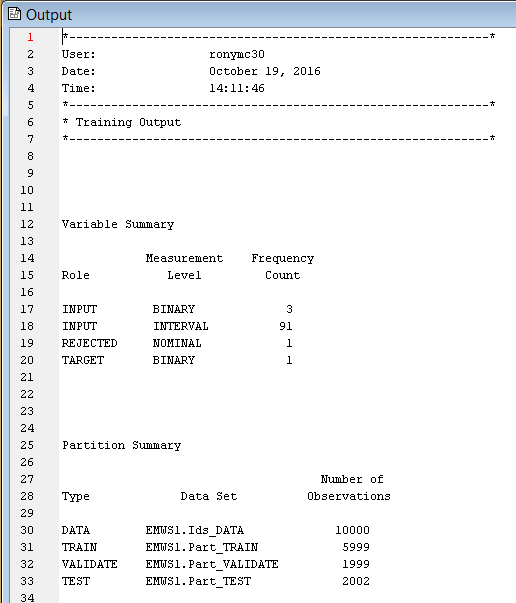 Output
1 *------------------------------------------------------------*
2 User: ronymc30
3 Date: October 19, 2016
4 Time: 14:11:46
5 *------------------------------------------------------------*
6 * Training Output
7 *------------------------------------------------------------*
8
9
10
11
12 Variable Summary
13
14 Measurement Frequency
15 Role Level Count
16
17 INPUT BINARY 3
18 INPUT INTERVAL 91
19 REJECTED NOMINAL 1
20 TARGET BINARY 1
21
22
23
24
25 Partition Summary
26
27 Number of
28 Type Data Set Observations
29
30 DATA EMWS1.Ids_DATA 10000
31 TRAIN EMWS1.Part_TRAIN 5999
32 VALIDATE EMWS1.Part_VALIDATE 1999
33 TEST EMWS1.Part_TEST 2002
34